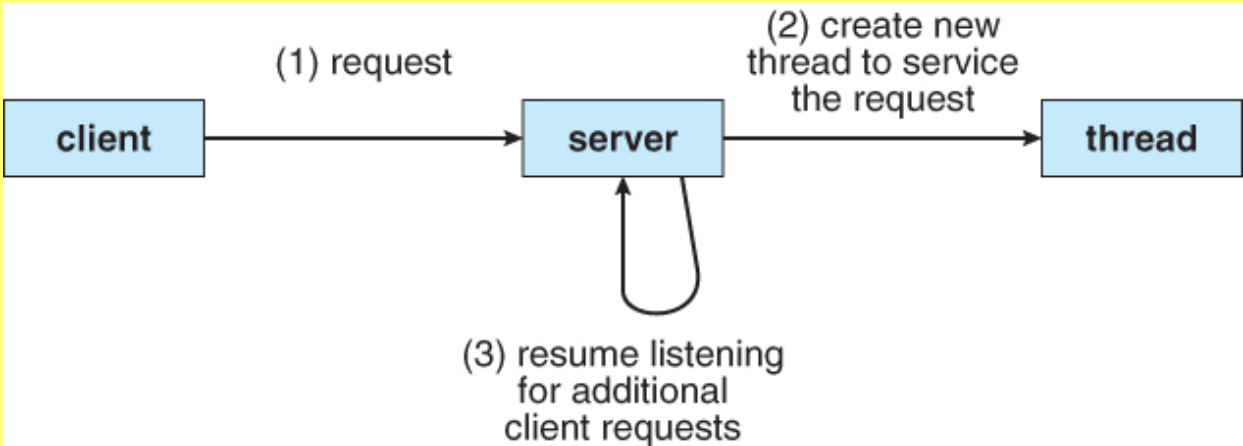 (1) request
(2) create new
thread to service
the request
client
server
thread
(3) resume listening
for additional
client requests